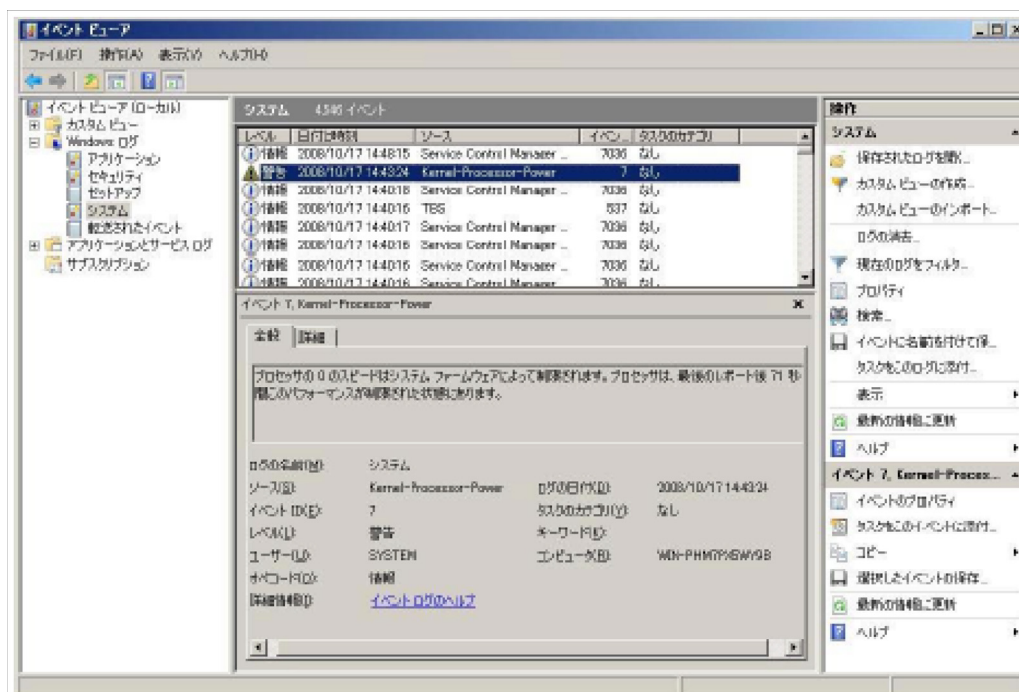 イベント ビューア
ファイル(F) 操作(A) 表示(V) ヘルプ(H)
イベント ビューア (ローカル)
カスタム ビュー
Windows ログ
アプリケーション
セキュリティ
セットアップ
システム
転送されたイベント
アプリケーションとサービス ログ
サブスクリプション
システム 4,546 イベント
レベル 日付と時刻 ソース イベン... タスクのカテゴリ
情報 2008/10/17 14:48:15 Service Control Manager ... 7036 なし
警告 2008/10/17 14:43:24 Kernel-Processor-Power 7 なし
情報 2008/10/17 14:40:18 Service Control Manager ... 7036 なし
情報 2008/10/17 14:40:16 TBS 537 なし
情報 2008/10/17 14:40:17 Service Control Manager ... 7036 なし
情報 2008/10/17 14:40:16 Service Control Manager ... 7036 なし
情報 2008/10/17 14:40:16 Service Control Manager ... 7036 なし
情報 2008/10/17 14:40:16 Service Control Manager ... 7036 なし
イベント 7, Kernel-Processor-Power
全般 詳細
プロセッサの 0 のスピードはシステム ファームウェアによって制限されます。プロセッサは、最後のレポート後 71 秒
間このパフォーマンスが制限された状態にあります。
ログの名前(M): システム
ソース(S): Kernel-Processor-Power ログの日付(D): 2008/10/17 14:43:24
イベント ID(E): 7 タスクのカテゴリ(Y): なし
レベル(L): 警告 キーワード(K):
ユーザー(U): SYSTEM コンピュータ(R):
オペコード(O): 情報
詳細情報(I): イベント ログのヘルプ
操作
システム
保存されたログを開く...
カスタム ビューの作成...
カスタム ビューのインポート...
ログの消去...
現在のログをフィルタ...
プロパティ
検索...
イベントに名前を付けて保...
タスクをこのログに添付...
表示
最新の情報に更新
ヘルプ
イベント 7, Kernel-Proces...
イベントのプロパティ
タスクをこのイベントに添付...
コピー
選択したイベントの保存...
最新の情報に更新
ヘルプ